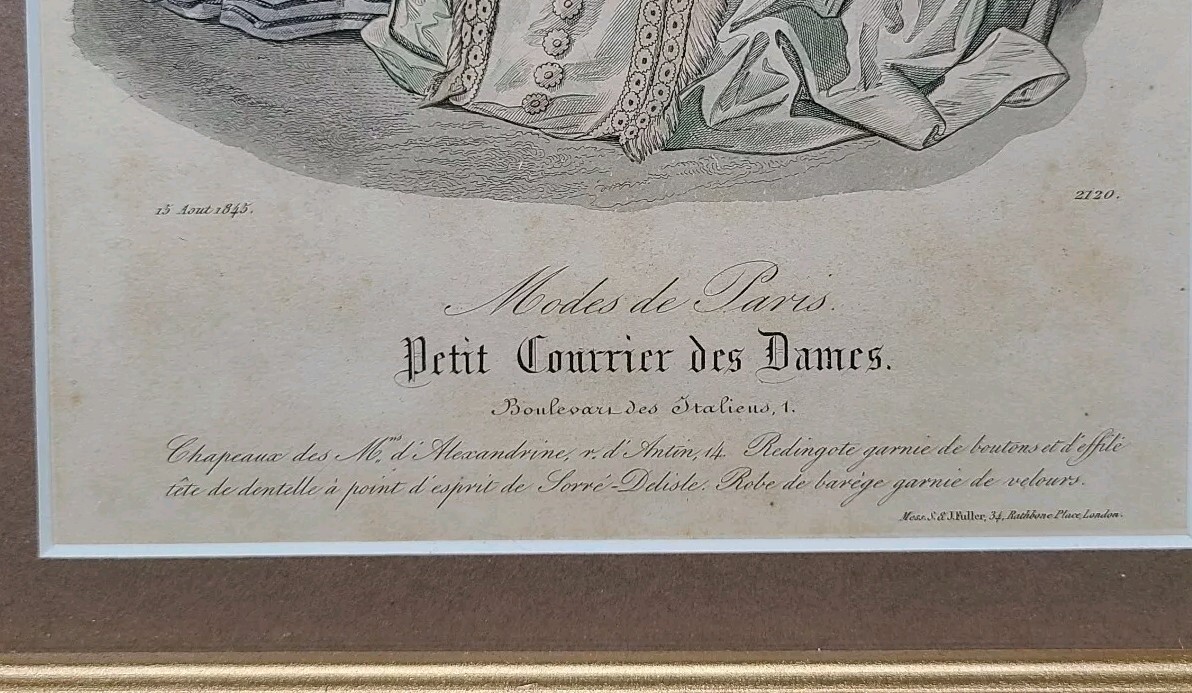 15 Aout 1845.
2120.
Modes de Paris.
Petit Courrier des Dames.
Boulevart des Italiens, 1.
Chapeaux des M.ns d'Alexandrine, r. d'Antin, 14. Redingote garnie de boutons et d'effilé
tête de dentelle à point d'esprit de Sorré-Delisle. Robe de barége garnie de velours.
Mess. S. & J. Fuller, 34, Rathbone Place, London.